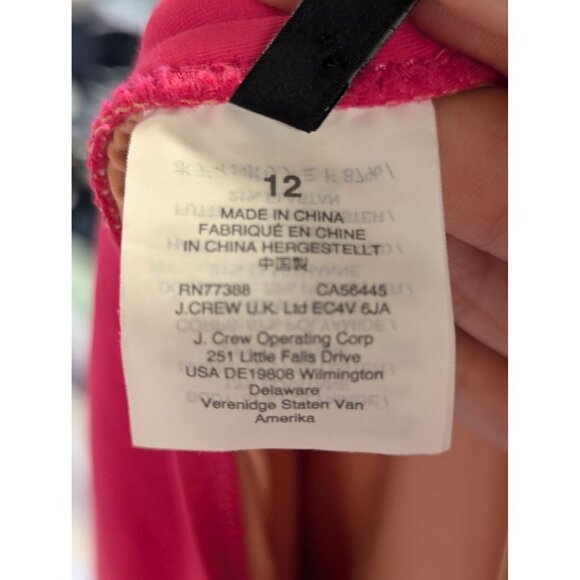 12
MADE IN CHINA
FABRIQUÉ EN CHINE
IN CHINA HERGESTELLT
中国製
RN77388 CA56445
J.CREW U.K. Ltd EC4V 6JA
J. Crew Operating Corp
251 Little Falls Drive
USA DE19808 Wilmington
Delaware
Verenidge Staten Van
Amerika